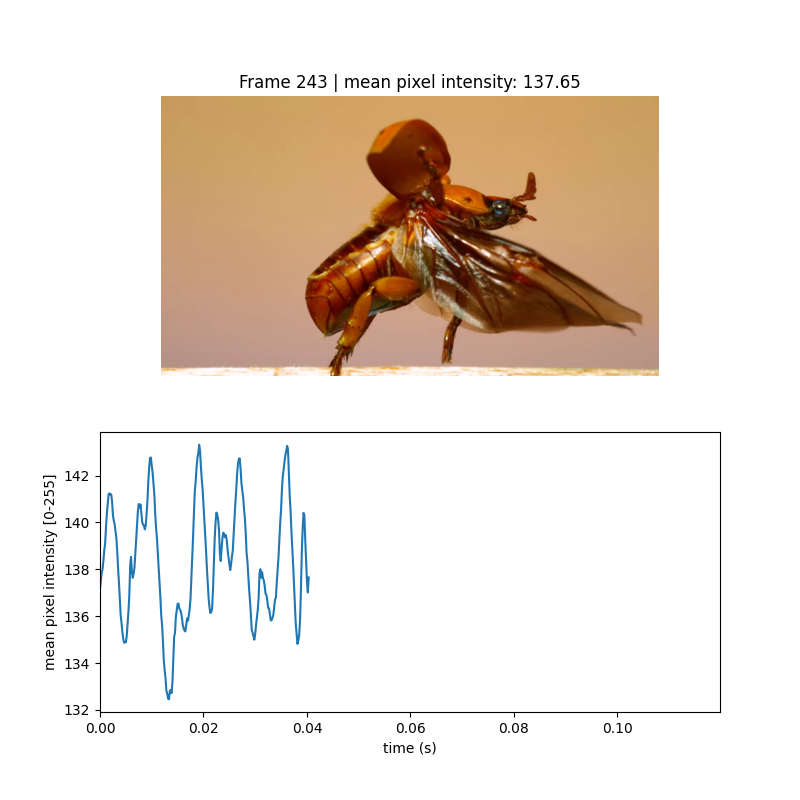 Frame 243 | mean pixel intensity: 137.65
142
140
138
136
134
132
mean pixel intensity [0-255]
0.00 0.02 0.04 0.06 0.08 0.10
time (s)